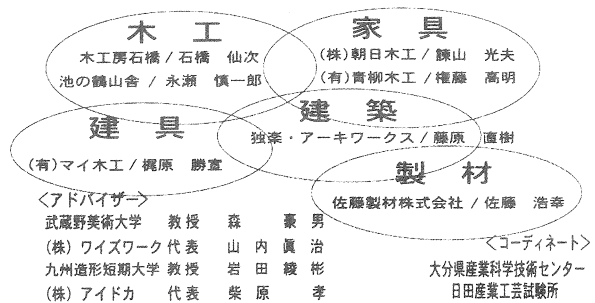 木工
木工房石橋 / 石橋 仙次
池の鶴山舎 / 永瀬 慎一郎
家具
(株)朝日木工 / 諌山 光夫
(有)青柳木工 / 権藤 高明
建具
(有)マイ木工 / 梶原 勝宣
建築
独楽・アーキワークス / 藤原 直樹
製材
佐藤製材株式会社 / 佐藤 浩幸
<アドバイザー>
武蔵野美術大学 教授 森 豪男
(株)ワイズワーク 代表 山内眞治
九州造形短期大学 教授 岩田綾彬
(株)アイドカ 代表 柴原 孝
<コーディネート>
大分県産業科学技術センター
日田産業工芸試験所